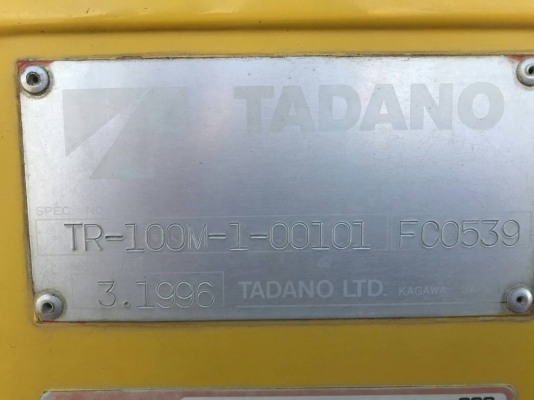 TADANO
SPEC. NO.
TR-100M-1-00101 FC0539
3.1996 TADANO LTD. KAGAWA